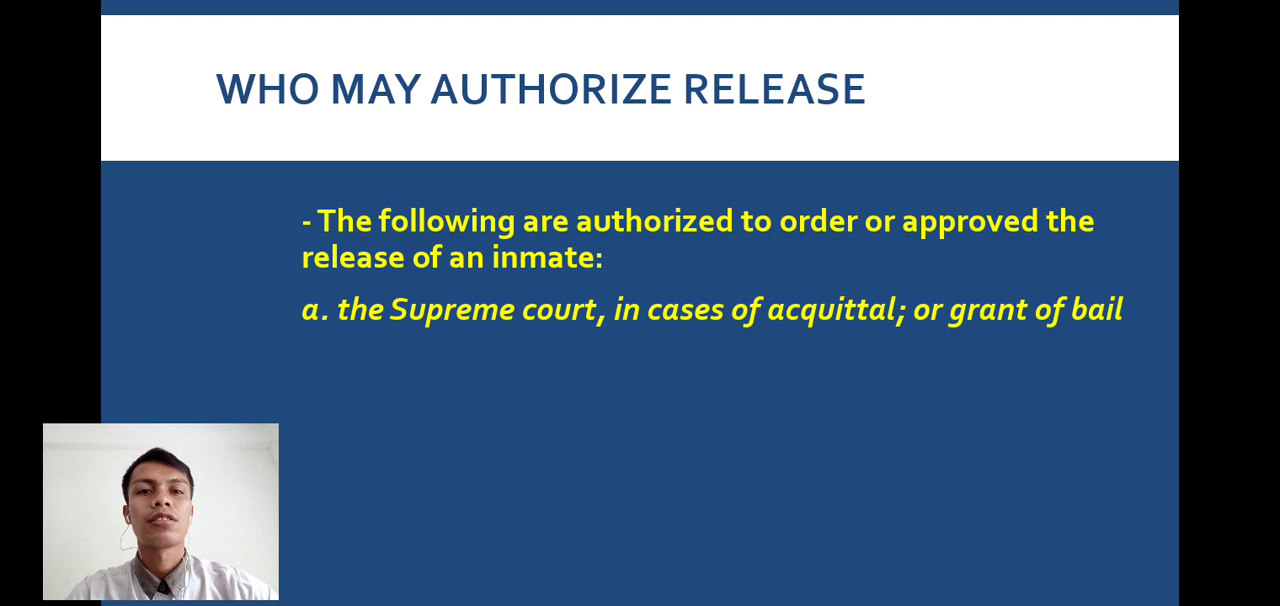 WHO MAY AUTHORIZE RELEASE
- The following are authorized to order or approved the
release of an inmate:
a. the Supreme court, in cases of acquittal; or grant of bail